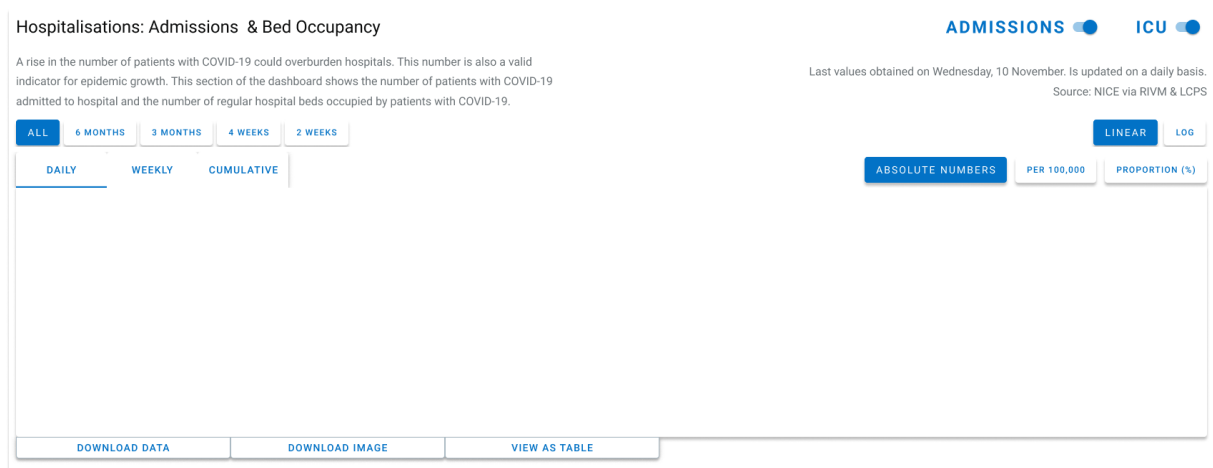 Hospitalisations: Admissions & Bed Occupancy
ADMISSIONS
ICU
A rise in the number of patients with COVID-19 could overburden hospitals. This number is also a valid
indicator for epidemic growth. This section of the dashboard shows the number of patients with COVID-19
admitted to hospital and the number of regular hospital beds occupied by patients with COVID-19.
Last values obtained on Wednesday, 10 November. Is updated on a daily basis.
Source: NICE via RIVM & LCPS
ALL 6 MONTHS 3 MONTHS 4 WEEKS 2 WEEKS
LINEAR LOG
DAILY WEEKLY CUMULATIVE
ABSOLUTE NUMBERS PER 100,000 PROPORTION (%)
DOWNLOAD DATA DOWNLOAD IMAGE VIEW AS TABLE